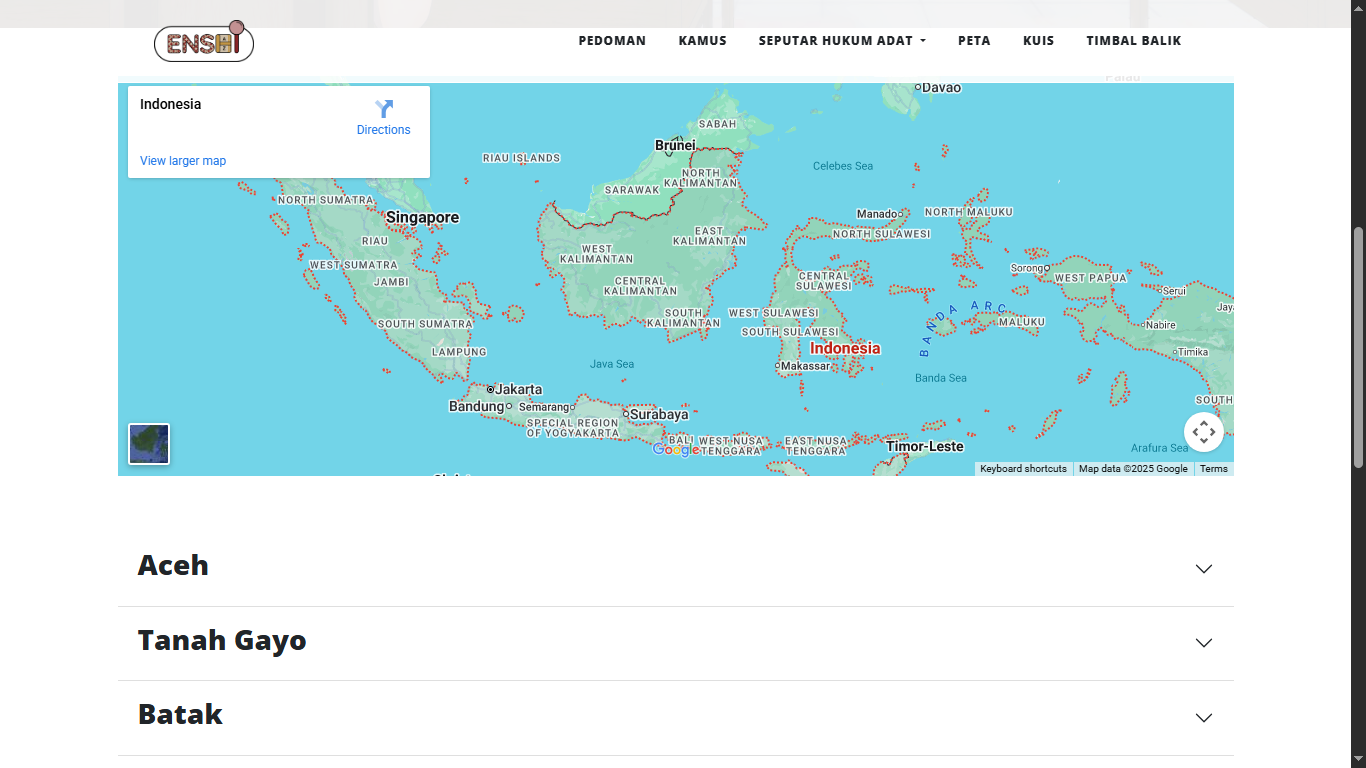 ENSHI
PEDOMAN
KAMUS
SEPUTAR HUKUM ADAT
PETA
KUIS
TIMBAL BALIK
Palau
Indonesia
Directions
View larger map
Davao
SABAH
Brunei
RIAU ISLANDS
Celebes Sea
NORTH
KALIMANTAN
SARAWAK
NORTH SUMATRA
Singapore
Manado
NORTH MALUKU
RIAU
EAST
KALIMANTAN
NORTH SULAWESI
WEST
KALIMANTAN
WEST SUMATRA
Sorong
WEST PAPUA
JAMBI
CENTRAL
KALIMANTAN
CENTRAL
SULAWESI
Serui
Jay
BANDA ARC
SOUTH SUMATRA
SOUTH
KALIMANTAN
WEST SULAWESI
SOUTH SULAWESI
MALUKU
Nabire
LAMPUNG
Indonesia
Timika
Java Sea
Makassar
Banda Sea
Jakarta
Bandung
Semarang
Surabaya
SOUTH
SPECIAL REGION
OF YOGYAKARTA
BALI
WEST NUSA
TENGGARA
EAST NUSA
TENGGARA
Timor-Leste
Arafura Sea
Google
Keyboard shortcuts
Map data ©2025 Google
Terms
Aceh
Tanah Gayo
Batak